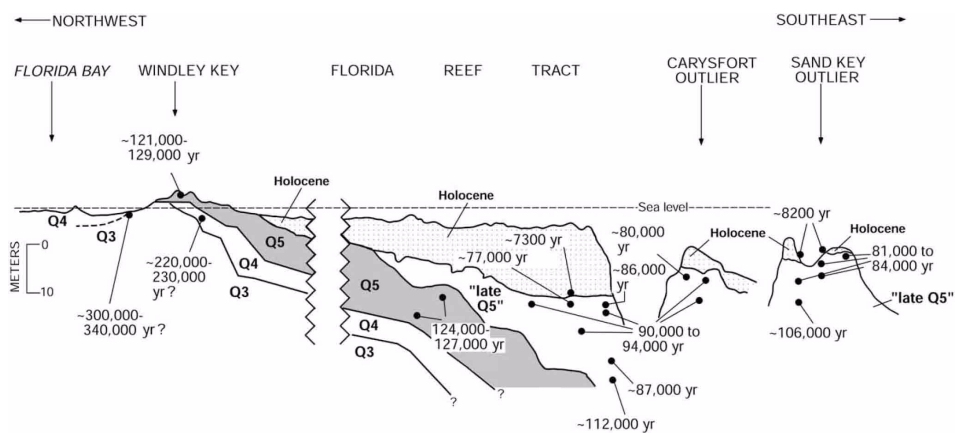 NORTHWEST
SOUTHEAST
FLORIDA BAY
WINDLEY KEY
FLORIDA
REEF
TRACT
CARYSFORT
OUTLIER
SAND KEY
OUTLIER
~121,000-
129,000 yr
Holocene
Holocene
Sea level
Q4
Q3
~8200 yr
Holocene
Holocene
~7300 yr
~80,000
yr
Q5
METERS
0
10
~77,000 yr
~86,000
yr
81,000 to
84,000 yr
~220,000-
230,000
yr ?
Q4
Q3
Q5
"late
Q5"
"late Q5"
~300,000-
340,000 yr ?
Q4
Q3
124,000-
127,000 yr
90,000 to
94,000 yr
~106,000 yr
?
?
~87,000 yr
~112,000 yr